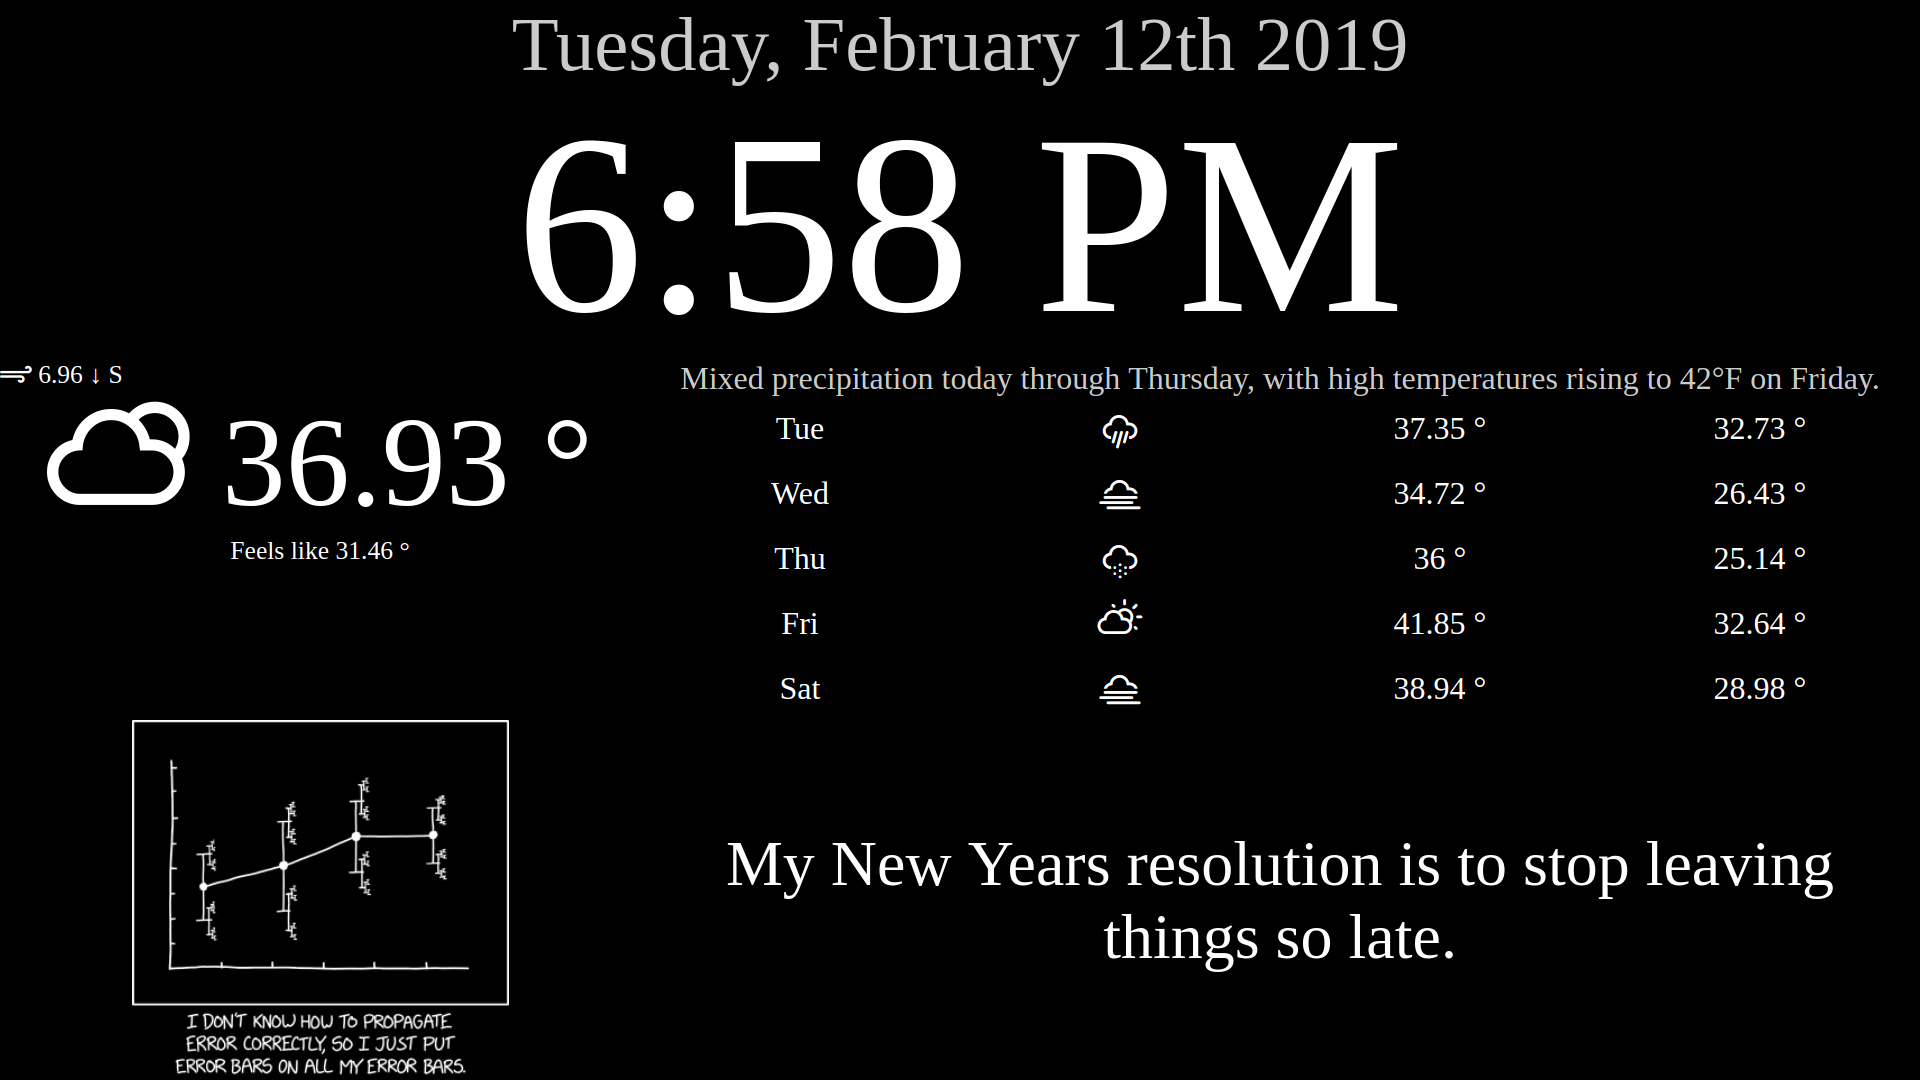 Tuesday, February 12th 2019
6:58 PM
6.96 ↓ S
36.93 °
Feels like 31.46 °
Mixed precipitation today through Thursday, with high temperatures rising to 42°F on Friday.
Tue 37.35 ° 32.73 °
Wed 34.72 ° 26.43 °
Thu 36 ° 25.14 °
Fri 41.85 ° 32.64 °
Sat 38.94 ° 28.98 °
I DON'T KNOW HOW TO PROPAGATE
ERROR CORRECTLY, SO I JUST PUT
ERROR BARS ON ALL MY ERROR BARS.
My New Years resolution is to stop leaving
things so late.